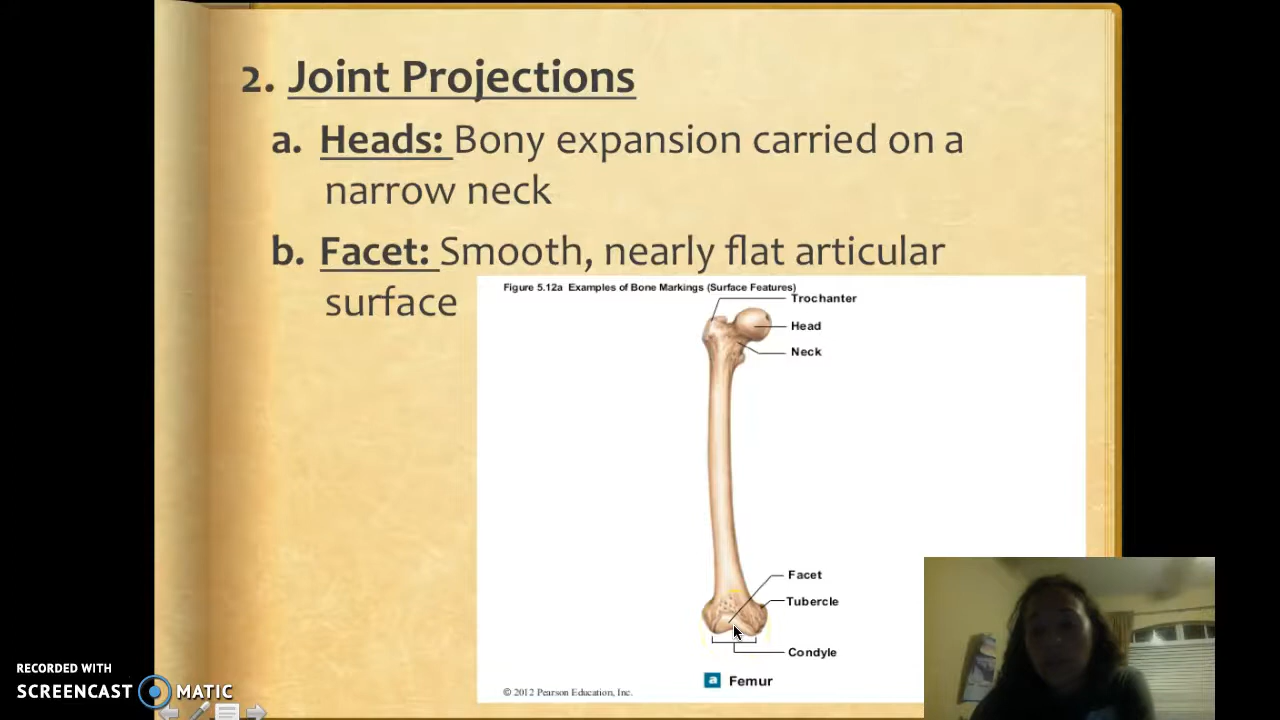 2. Joint Projections
a. Heads: Bony expansion carried on a
narrow neck
b. Facet: Smooth, nearly flat articular
surface
Figure 5.12a Examples of Bone Markings (Surface Features)
Trochanter
Head
Neck
Facet
Tubercle
Condyle
a Femur
© 2012 Pearson Education, Inc.
RECORDED WITH
SCREENCAST MATIC